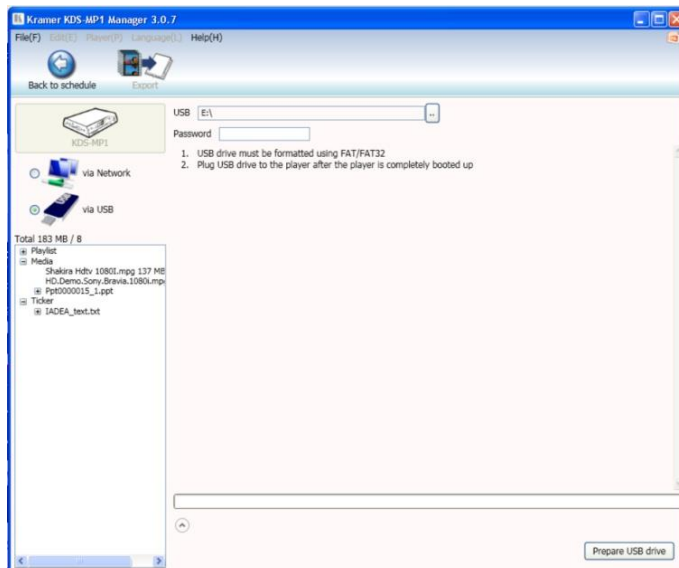 Kramer KDS-MP1 Manager 3.0.7
File(F) Edit(E) Player(P) Language(L) Help(H)
Back to schedule Export
KDS-MP1
via Network
via USB
Total 183 MB / 8
Playlist
Media
Shakira Hdtv 1080I.mpg 137 MB
HD.Demo.Sony.Bravia.1080i.mp
Ppt0000015_1.ppt
Ticker
IADEA_text.txt
USB E:\ ..
Password
1. USB drive must be formatted using FAT/FAT32
2. Plug USB drive to the player after the player is completely booted up
Prepare USB drive